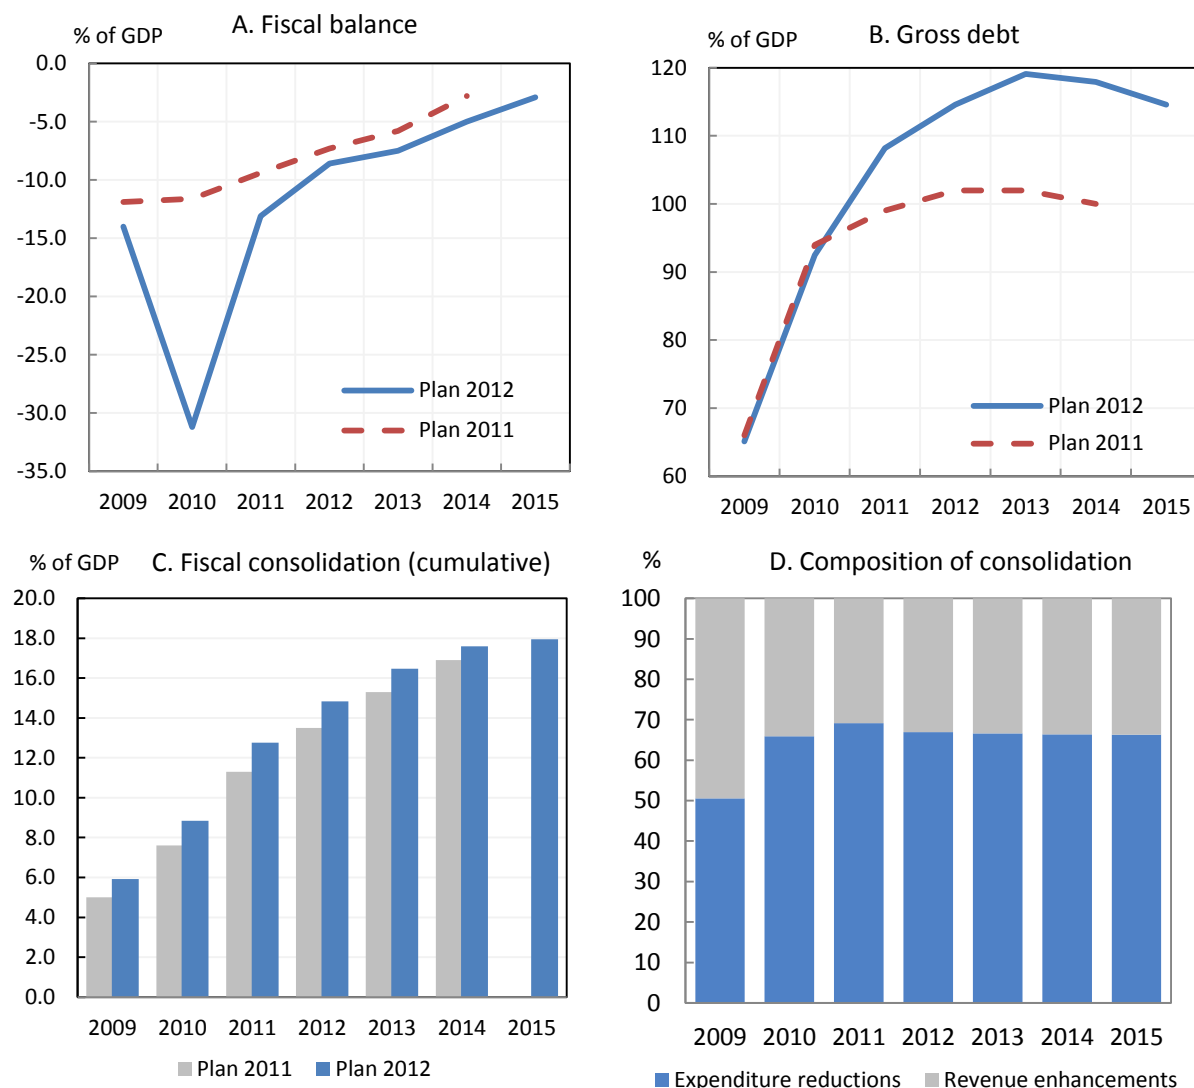 A. Fiscal balance
% of GDP
0.0
-5.0
-10.0
-15.0
-20.0
-25.0
-30.0
-35.0
Plan 2012
Plan 2011
2009 2010 2011 2012 2013 2014 2015
B. Gross debt
% of GDP
120
110
100
90
80
70
60
Plan 2012
Plan 2011
2009 2010 2011 2012 2013 2014 2015
% of GDP C. Fiscal consolidation (cumulative)
20.0
18.0
16.0
14.0
12.0
10.0
8.0
6.0
4.0
2.0
0.0
2009 2010 2011 2012 2013 2014 2015
Plan 2011 Plan 2012
% D. Composition of consolidation
100
90
80
70
60
50
40
30
20
10
0
2009 2010 2011 2012 2013 2014 2015
Expenditure reductions Revenue enhancements